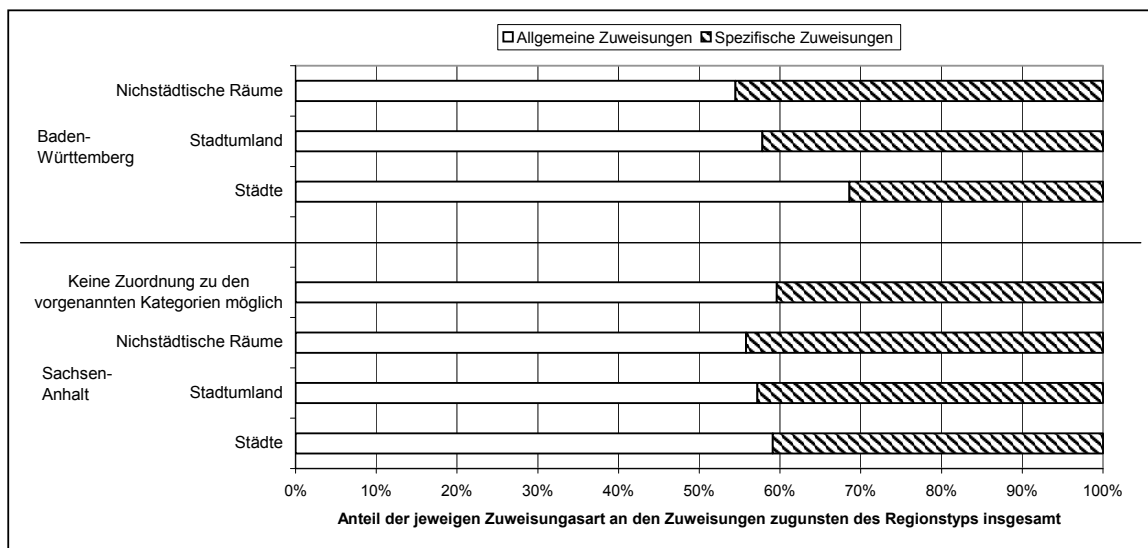 Allgemeine Zuweisungen Spezifische Zuweisungen
Nichstädtische Räume
Baden-
Württemberg
Stadtumland
Städte
Keine Zuordnung zu den
vorgenannten Kategorien möglich
Nichstädtische Räume
Sachsen-
Anhalt
Stadtumland
Städte
0% 10% 20% 30% 40% 50% 60% 70% 80% 90% 100%
Anteil der jeweigen Zuweisungasart an den Zuweisungen zugunsten des Regionstyps insgesamt